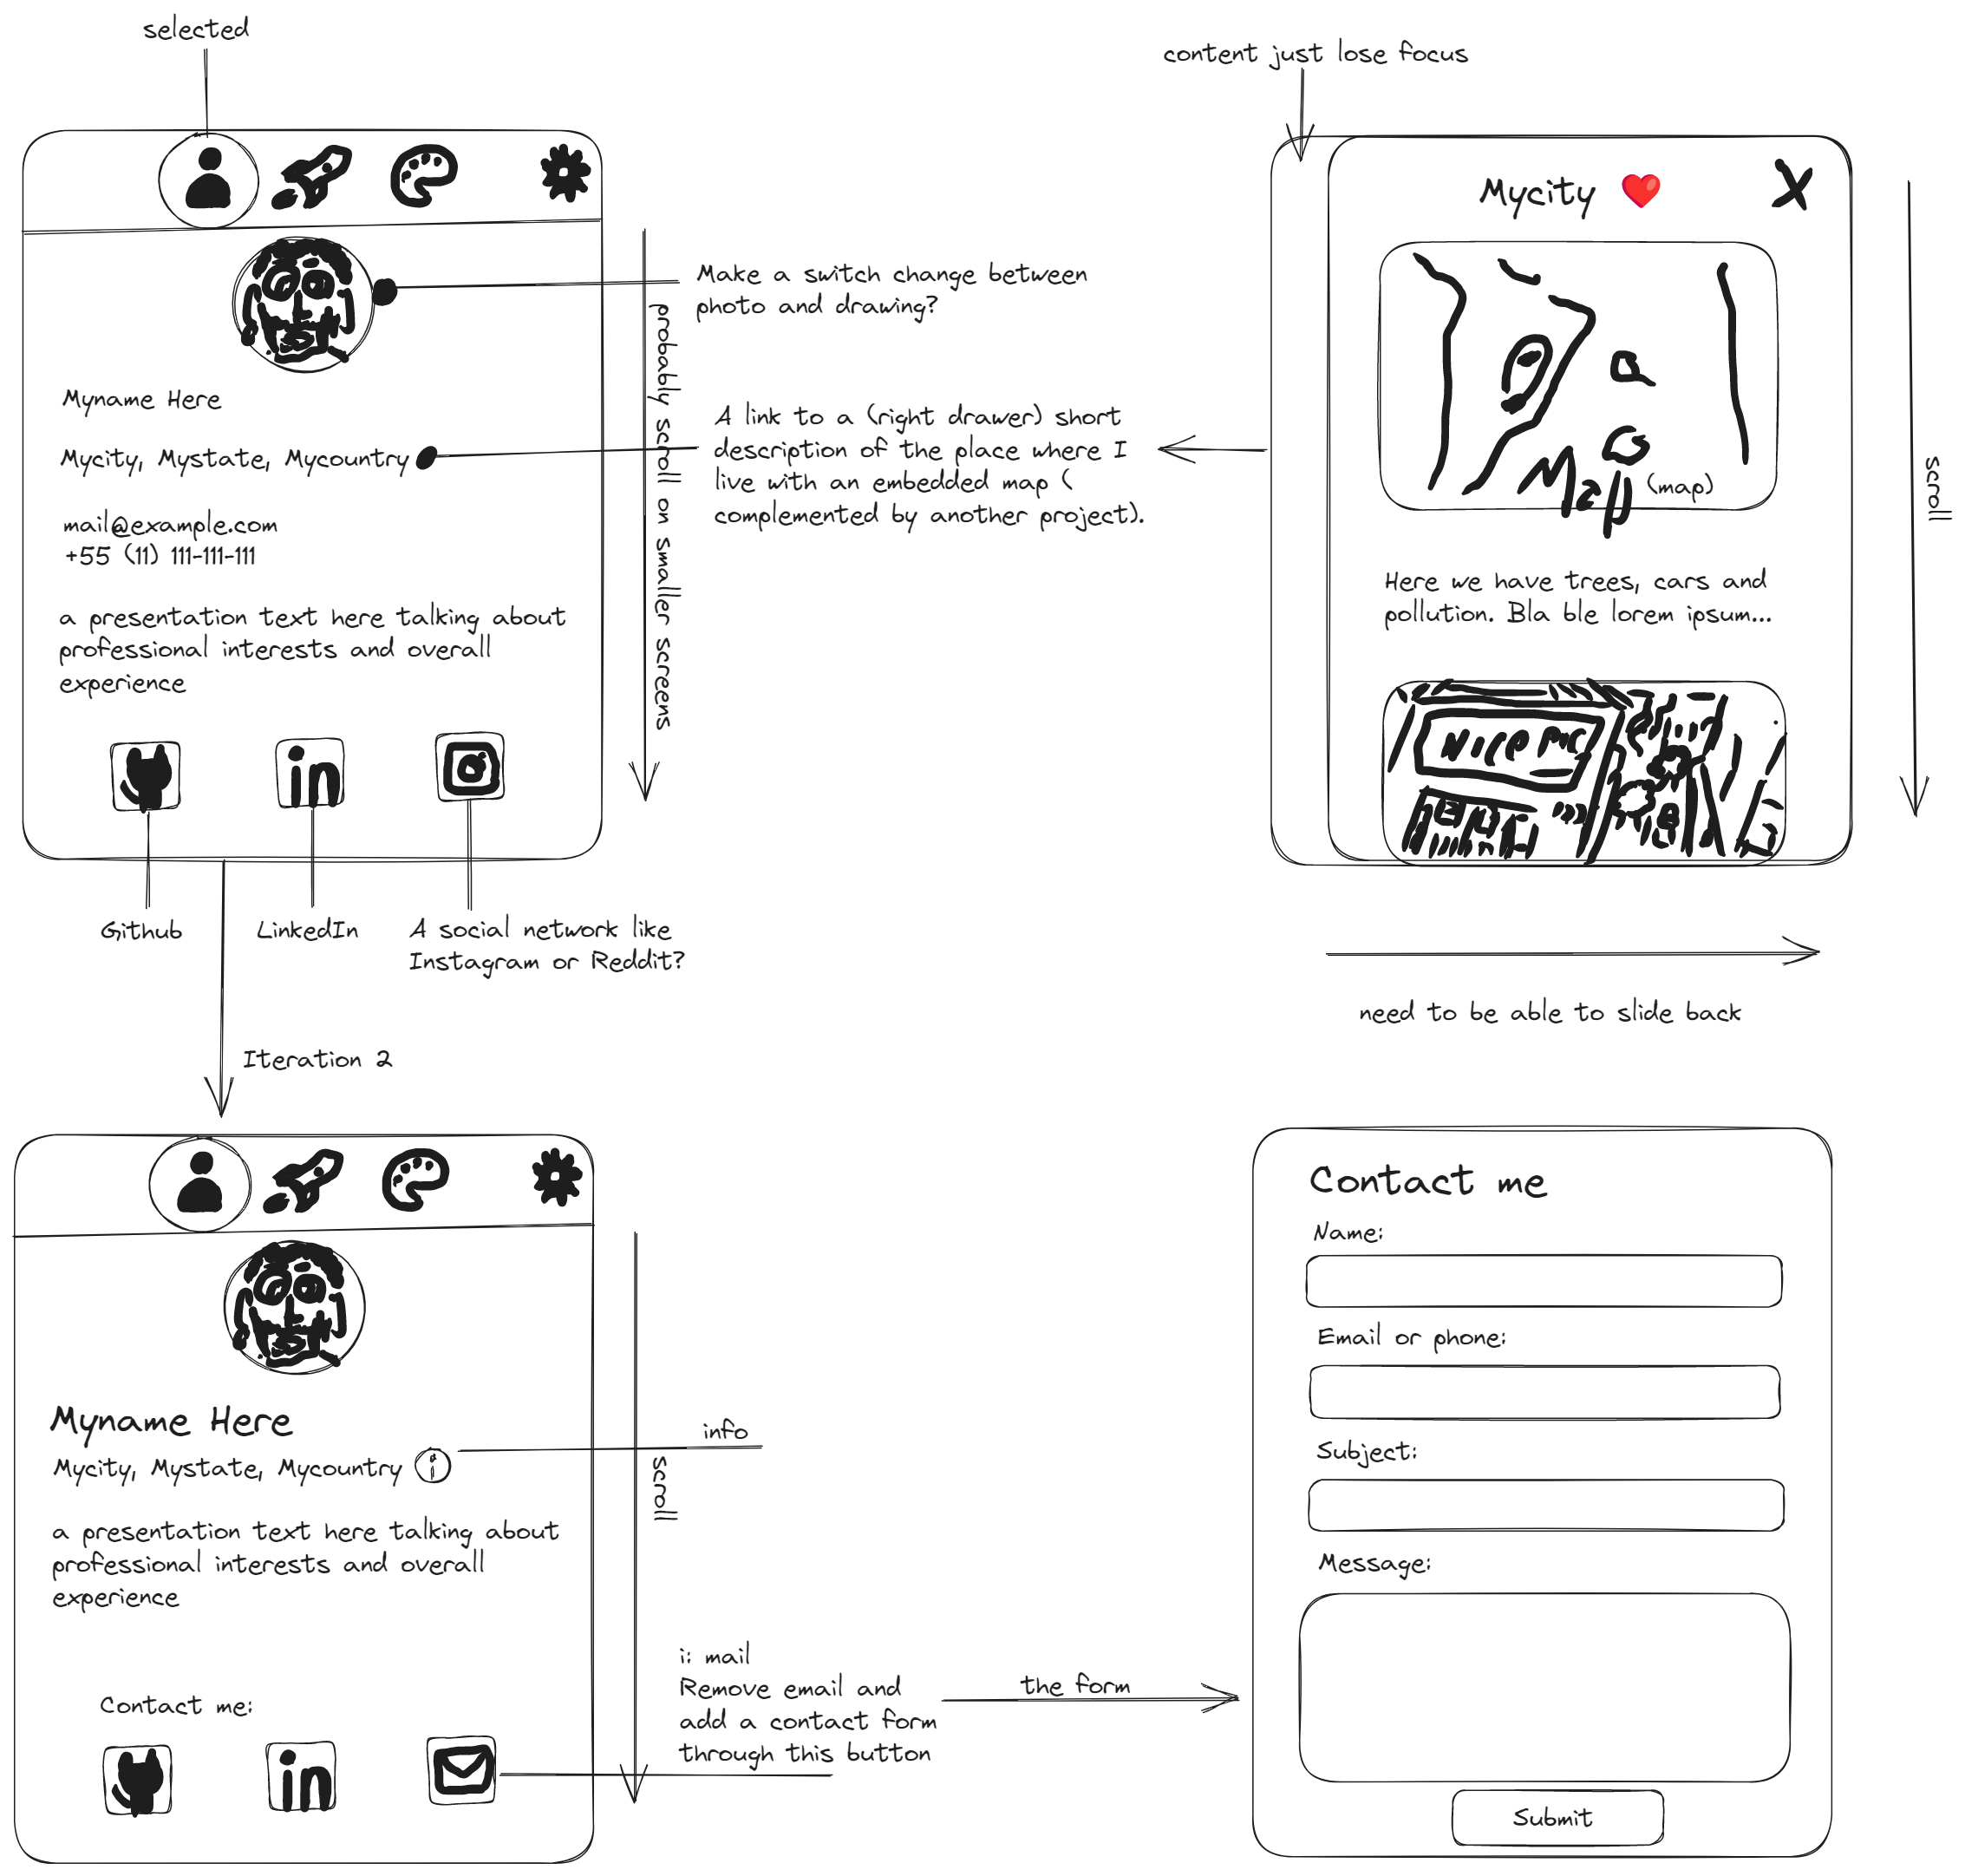 selected
Make a switch change between
photo and drawing?
Myname Here
Mycity, Mystate, Mycountry
A link to a (right drawer) short
description of the place where I
live with an embedded map (
complemented by another project).
mail@example.com
+55 (11) 111-111-111
a presentation text here talking about
professional interests and overall
experience
in
probably scroll on smaller screens
Github
LinkedIn
A social network like
Instagram or Reddit?
content just lose focus
Mycity ❤️
X
Map
(map)
Here we have trees, cars and
pollution. Bla ble lorem ipsum...
NICE PIC
scroll
need to be able to slide back
Iteration 2
Myname Here
Mycity, Mystate, Mycountry i
info
a presentation text here talking about
professional interests and overall
experience
scroll
Contact me:
in
i: mail
Remove email and
add a contact form
through this button
the form
Contact me
Name:
Email or phone:
Subject:
Message:
Submit